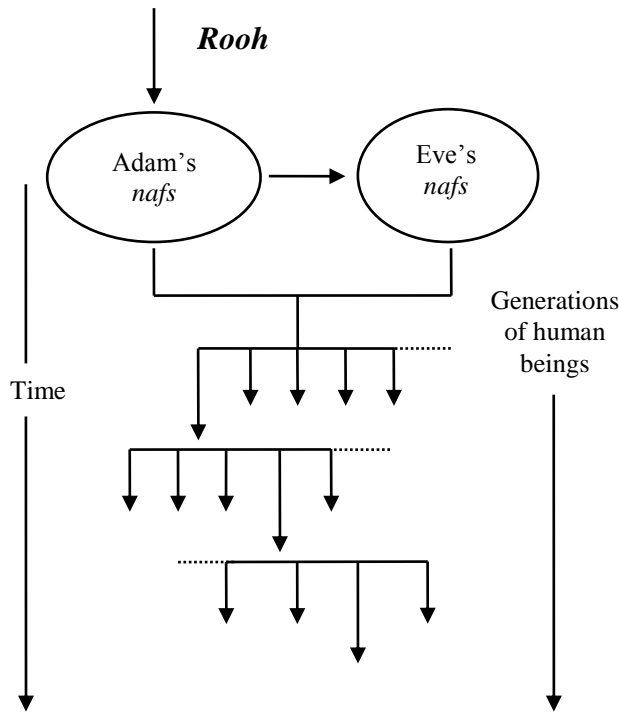 Rooh
Adam’s
nafs
Eve’s
nafs
Generations
of human
beings
Time